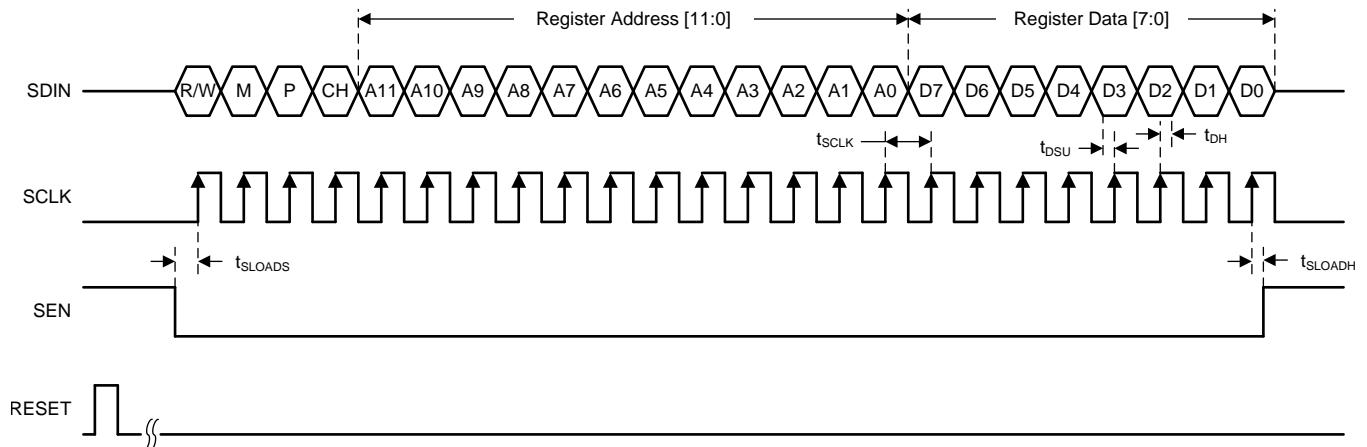 Register Address [11:0] Register Data [7:0]
SDIN R/W M P CH A11 A10 A9 A8 A7 A6 A5 A4 A3 A2 A1 A0 D7 D6 D5 D4 D3 D2 D1 D0
tSCLK tDSU tDH
SCLK
tSLOADS tSLOADH
SEN
RESET